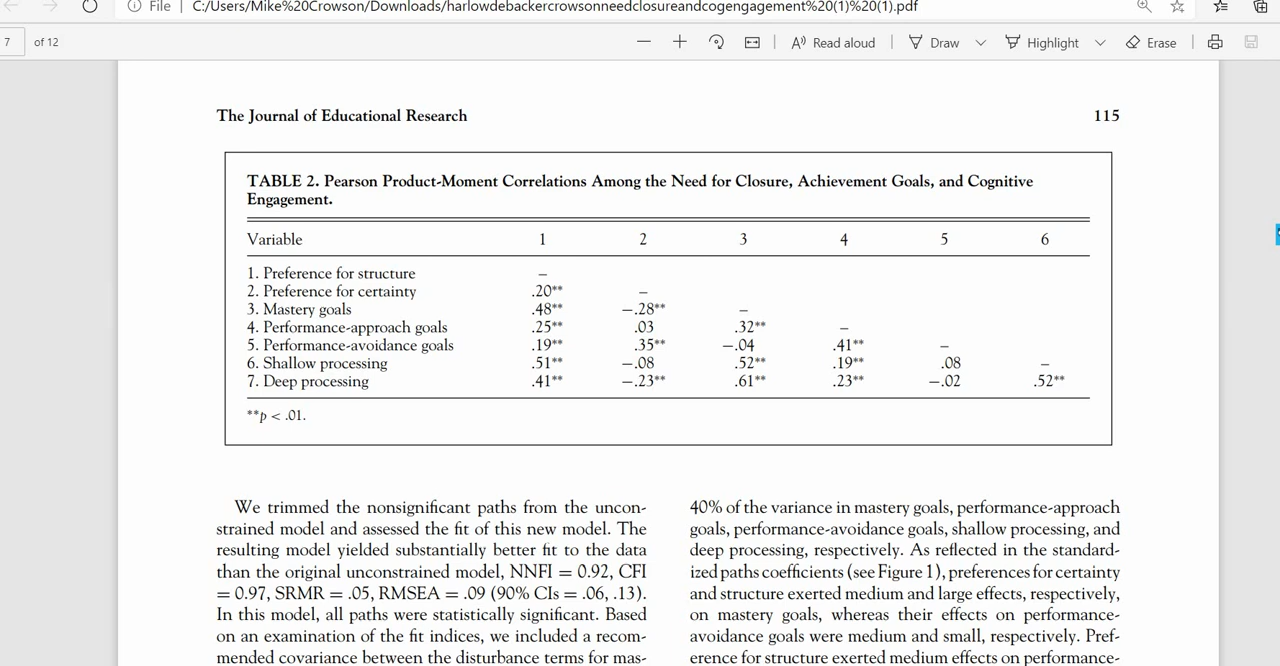 File | C:/Users/Mike%20Crowson/Downloads/harlowdebackercrowsonneedclosureandcogengagement%20(1)%20(1).pdf
7 of 12
Read aloud Draw Highlight Erase
The Journal of Educational Research 115
TABLE 2. Pearson Product-Moment Correlations Among the Need for Closure, Achievement Goals, and Cognitive
Engagement.
Variable 1 2 3 4 5 6
1. Preference for structure –
2. Preference for certainty .20** –
3. Mastery goals .48** −.28** –
4. Performance-approach goals .25** .03 .32** –
5. Performance-avoidance goals .19** .35** −.04 .41** –
6. Shallow processing .51** −.08 .52** .19** .08 –
7. Deep processing .41** −.23** .61** .23** −.02 .52**
**p < .01.
We trimmed the nonsignificant paths from the uncon-
strained model and assessed the fit of this new model. The
resulting model yielded substantially better fit to the data
than the original unconstrained model, NNFI = 0.92, CFI
= 0.97, SRMR = .05, RMSEA = .09 (90% CIs = .06, .13).
In this model, all paths were statistically significant. Based
on an examination of the fit indices, we included a recom-
mended covariance between the disturbance terms for mas-
40% of the variance in mastery goals, performance-approach
goals, performance-avoidance goals, shallow processing, and
deep processing, respectively. As reflected in the standard-
ized paths coefficients (see Figure 1), preferences for certainty
and structure exerted medium and large effects, respectively,
on mastery goals, whereas their effects on performance-
avoidance goals were medium and small, respectively. Pref-
erence for structure exerted medium effects on performance-